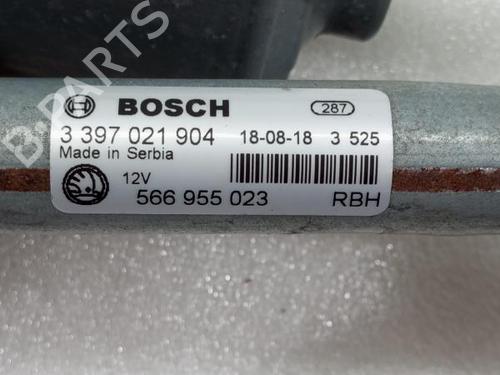 B-PARTS
BOSCH
287
3 397 021 904
18-08-18 3 525
Made in Serbia
12V
566 955 023
RBH